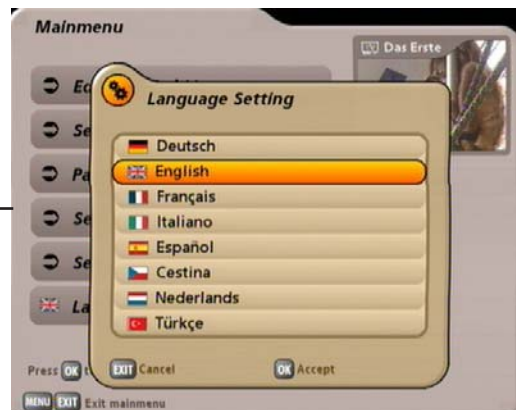 Mainmenu
Das Erste
Language Setting
Deutsch
English
Français
Italiano
Español
Cestina
Nederlands
Türkçe
EXIT Cancel
OK Accept
Press OK t
MENU EXIT Exit mainmenu